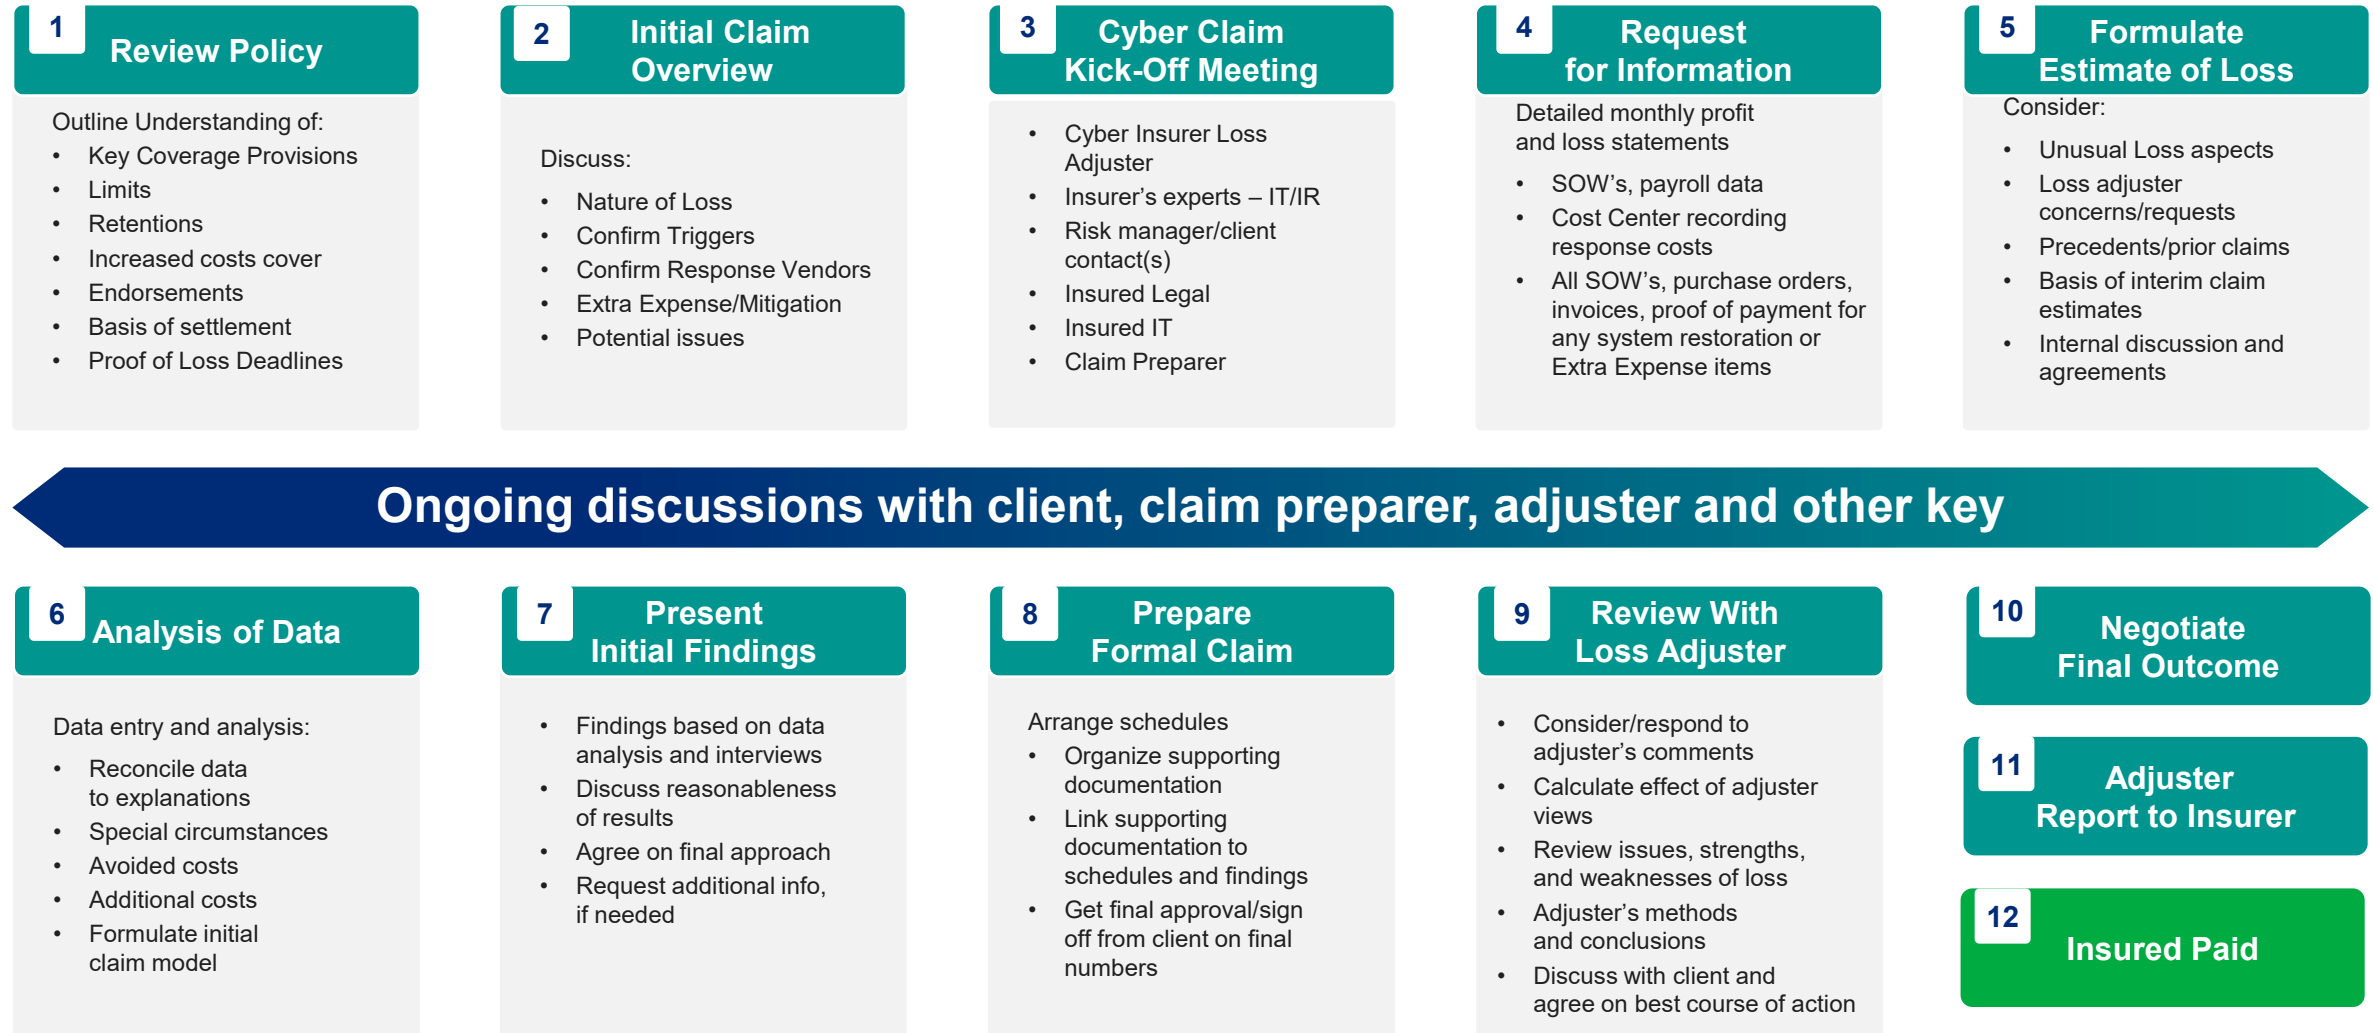 1
Review Policy
Outline Understanding of:
• Key Coverage Provisions
• Limits
• Retentions
• Increased costs cover
• Endorsements
• Basis of settlement
• Proof of Loss Deadlines
2
Initial Claim
Overview
Discuss:
• Nature of Loss
• Confirm Triggers
• Confirm Response Vendors
• Extra Expense/Mitigation
• Potential issues
3
Cyber Claim
Kick-Off Meeting
• Cyber Insurer Loss
Adjuster
• Insurer’s experts – IT/IR
• Risk manager/client
contact(s)
• Insured Legal
• Insured IT
• Claim Preparer
4
Request
for Information
Detailed monthly profit
and loss statements
• SOW’s, payroll data
• Cost Center recording
response costs
• All SOW’s, purchase orders,
invoices, proof of payment for
any system restoration or
Extra Expense items
5
Formulate
Estimate of Loss
Consider:
• Unusual Loss aspects
• Loss adjuster
concerns/requests
• Precedents/prior claims
• Basis of interim claim
estimates
• Internal discussion and
agreements
Ongoing discussions with client, claim preparer, adjuster and other key
6
Analysis of Data
Data entry and analysis:
• Reconcile data
to explanations
• Special circumstances
• Avoided costs
• Additional costs
• Formulate initial
claim model
7
Present
Initial Findings
• Findings based on data
analysis and interviews
• Discuss reasonableness
of results
• Agree on final approach
• Request additional info,
if needed
8
Prepare
Formal Claim
Arrange schedules
• Organize supporting
documentation
• Link supporting
documentation to
schedules and findings
• Get final approval/sign
off from client on final
numbers
9
Review With
Loss Adjuster
• Consider/respond to
adjuster’s comments
• Calculate effect of adjuster
views
• Review issues, strengths,
and weaknesses of loss
• Adjuster’s methods
and conclusions
• Discuss with client and
agree on best course of action
10
Negotiate
Final Outcome
11
Adjuster
Report to Insurer
12
Insured Paid